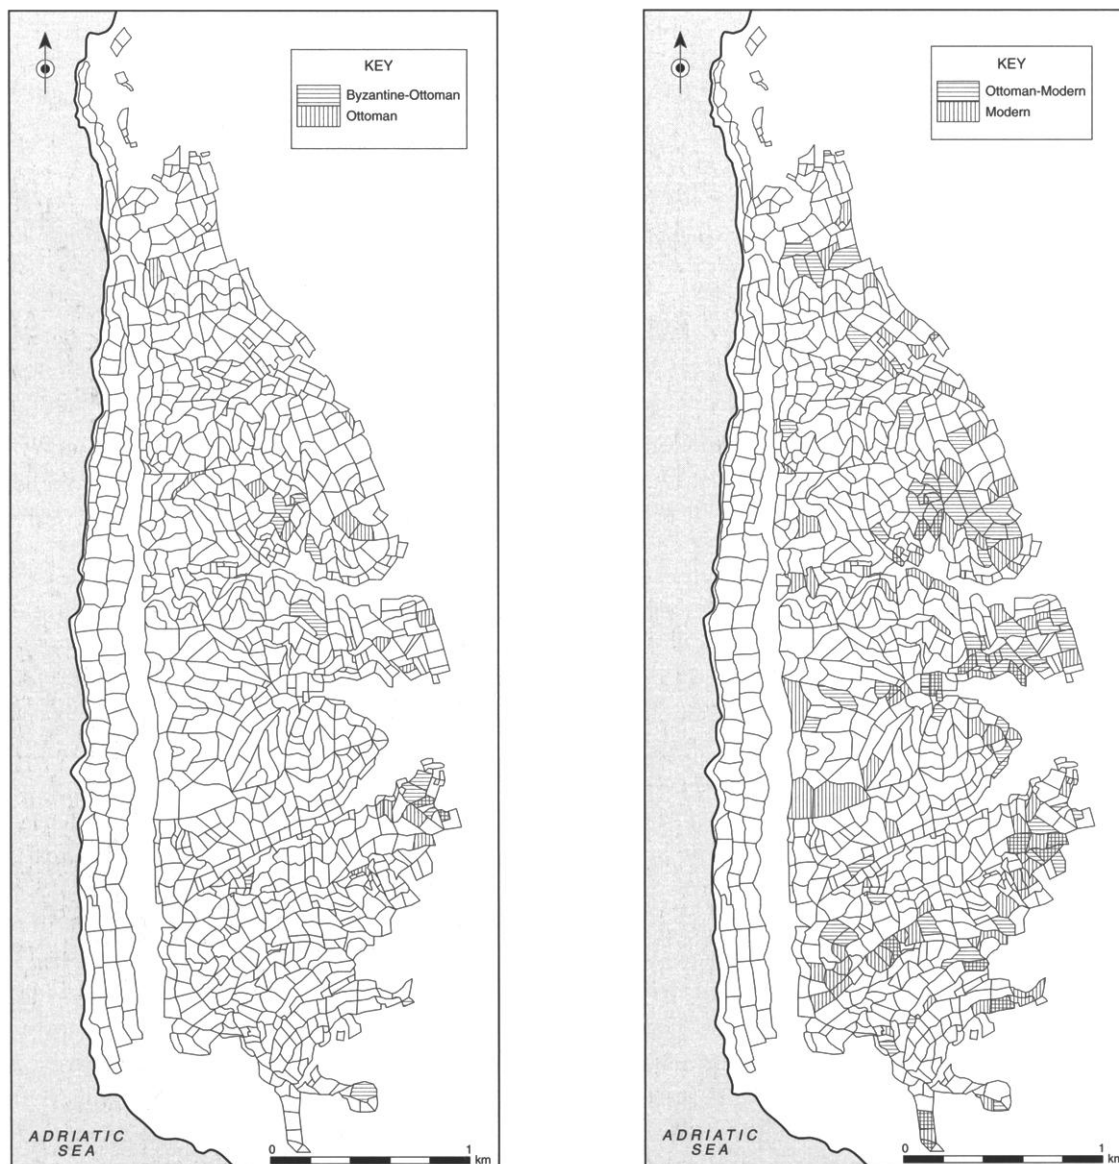 KEY
Byzantine-Ottoman
Ottoman
ADRIATIC
SEA
0
1
km
KEY
Ottoman-Modern
Modern
ADRIATIC
SEA
0
1
km